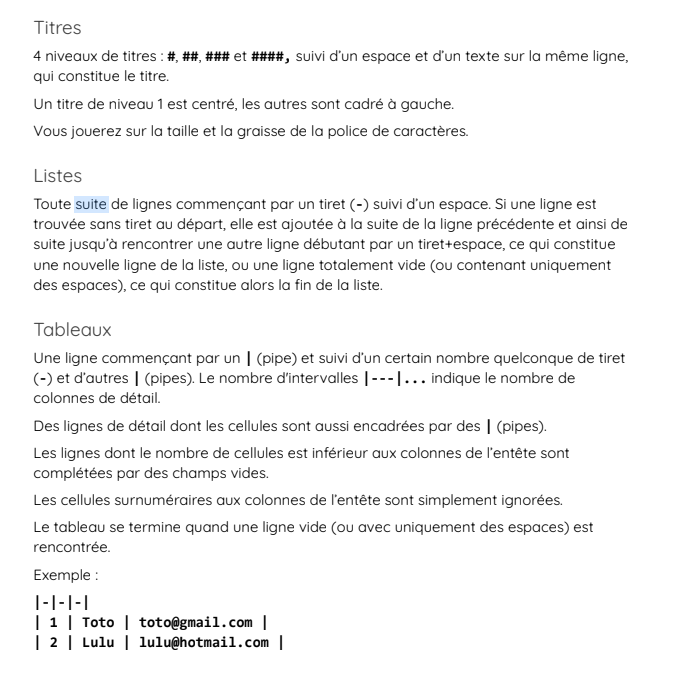 Titres
4 niveaux de titres : #, ##, ### et ####, suivi d'un espace et d'un texte sur la même ligne,
qui constitue le titre.
Un titre de niveau 1 est centré, les autres sont cadré à gauche.
Vous jouerez sur la taille et la graisse de la police de caractères.
Listes
Toute suite de lignes commençant par un tiret (-) suivi d'un espace. Si une ligne est
trouvée sans tiret au départ, elle est ajoutée à la suite de la ligne précédente et ainsi de
suite jusqu'à rencontrer une autre ligne débutant par un tiret+espace, ce qui constitue
une nouvelle ligne de la liste, ou une ligne totalement vide (ou contenant uniquement
des espaces), ce qui constitue alors la fin de la liste.
Tableaux
Une ligne commençant par un | (pipe) et suivi d'un certain nombre quelconque de tiret
(-) et d'autres | (pipes). Le nombre d'intervalles |---|... indique le nombre de
colonnes de détail.
Des lignes de détail dont les cellules sont aussi encadrées par des | (pipes).
Les lignes dont le nombre de cellules est inférieur aux colonnes de l'entête sont
complétées par des champs vides.
Les cellules surnuméraires aux colonnes de l'entête sont simplement ignorées.
Le tableau se termine quand une ligne vide (ou avec uniquement des espaces) est
rencontrée.
Exemple :
|-|-|-|
| 1 | Toto | toto@gmail.com |
| 2 | Lulu | lulu@hotmail.com |